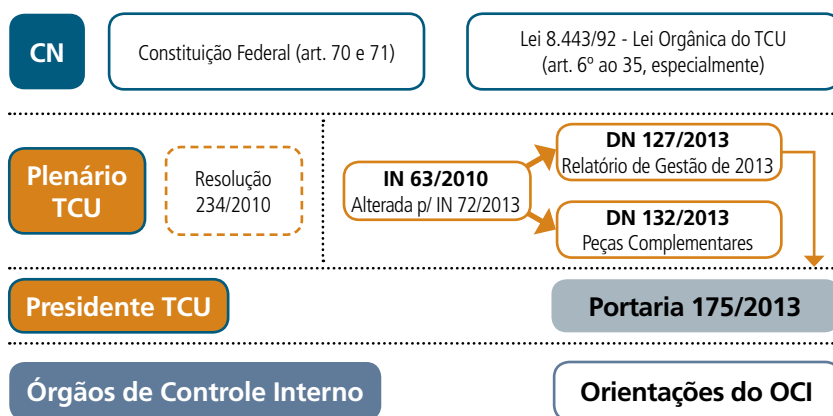 CN
Constituição Federal (art. 70 e 71)
Lei 8.443/92 - Lei Orgânica do TCU
(art. 6º ao 35, especialmente)
Plenário
TCU
Resolução
234/2010
IN 63/2010
Alterada p/ IN 72/2013
DN 127/2013
Relatório de Gestão de 2013
DN 132/2013
Peças Complementares
Presidente TCU
Portaria 175/2013
Órgãos de Controle Interno
Orientações do OCI